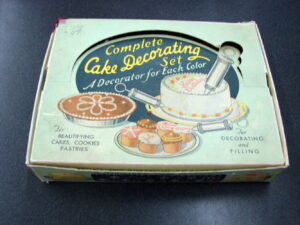 Complete
Cake Decorating
Set
A Decorator for Each Color
For
BEAUTIFYING
CAKES, COOKIES
PASTRIES
For
DECORATING
and
FILLING